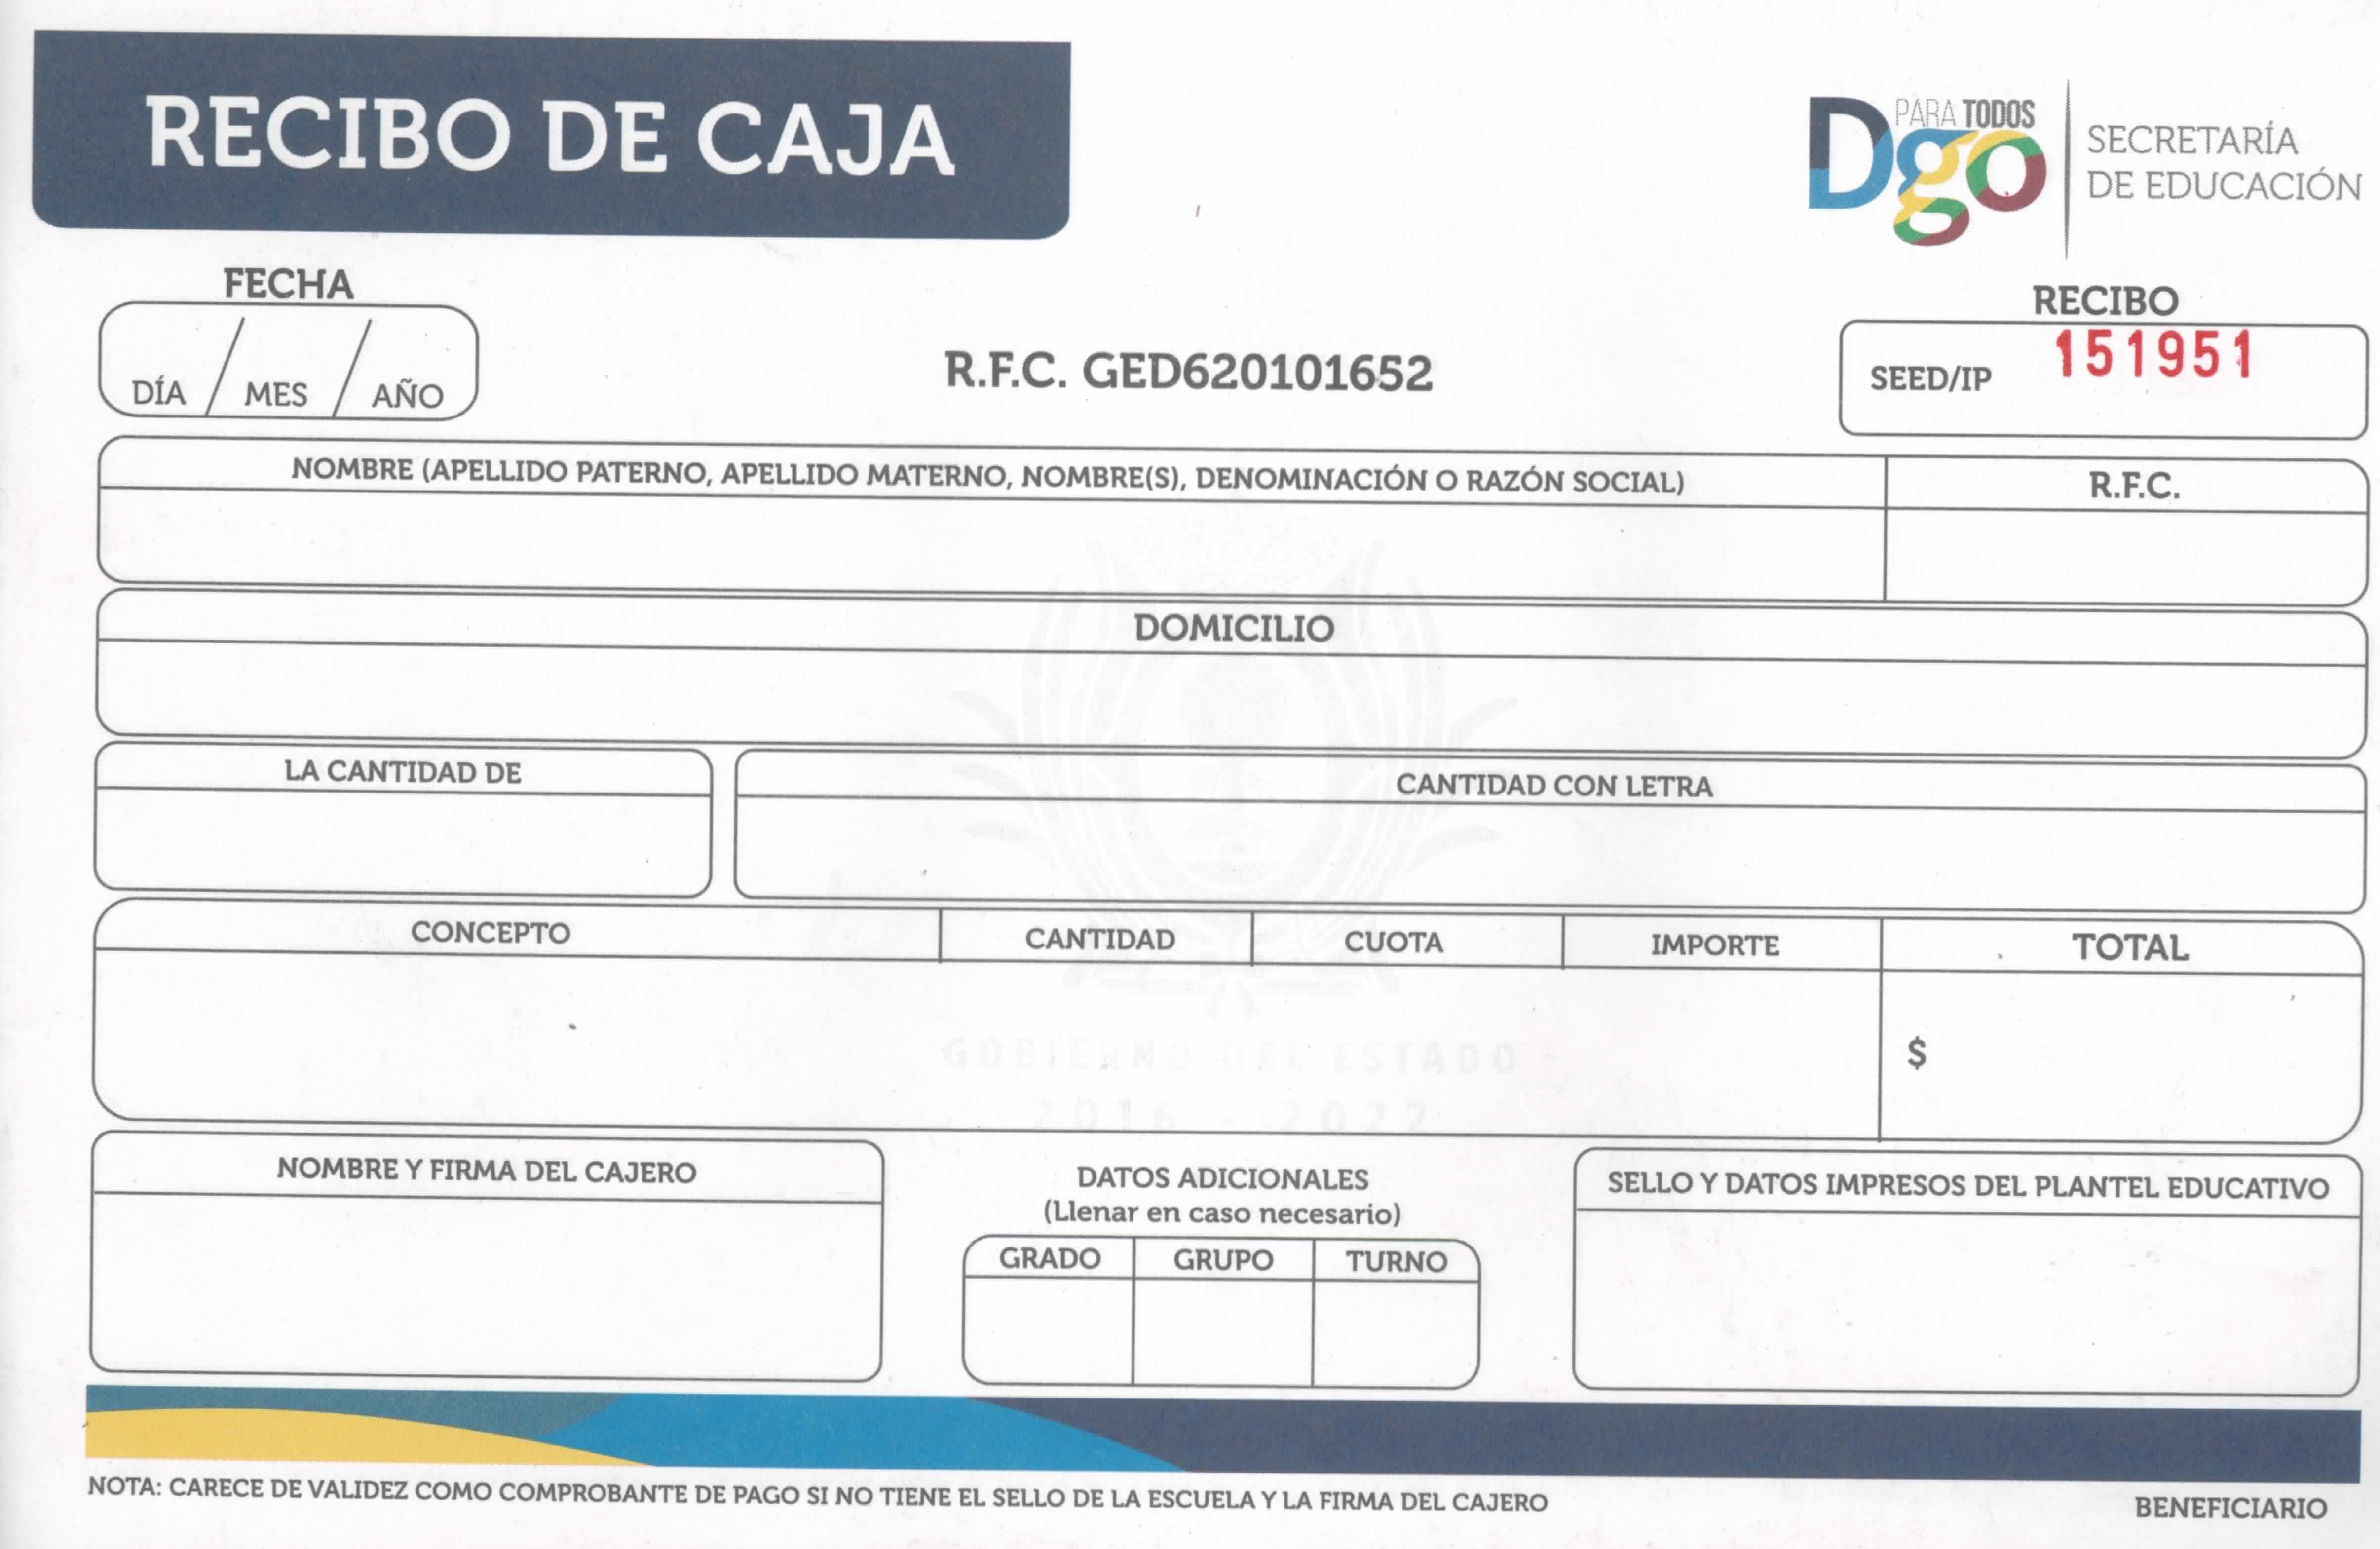 RECIBO DE CAJA
Dgo PARA TODOS
SECRETARÍA
DE EDUCACIÓN
FECHA
DÍA / MES / AÑO
R.F.C. GED620101652
RECIBO
SEED/IP 151951
NOMBRE (APELLIDO PATERNO, APELLIDO MATERNO, NOMBRE(S), DENOMINACIÓN O RAZÓN SOCIAL)
R.F.C.
DOMICILIO
LA CANTIDAD DE
CANTIDAD CON LETRA
CONCEPTO
CANTIDAD
CUOTA
IMPORTE
TOTAL
$
GOBIERNO DEL ESTADO
2016 - 2022
NOMBRE Y FIRMA DEL CAJERO
DATOS ADICIONALES
(Llenar en caso necesario)
GRADO
GRUPO
TURNO
SELLO Y DATOS IMPRESOS DEL PLANTEL EDUCATIVO
NOTA: CARECE DE VALIDEZ COMO COMPROBANTE DE PAGO SI NO TIENE EL SELLO DE LA ESCUELA Y LA FIRMA DEL CAJERO
BENEFICIARIO